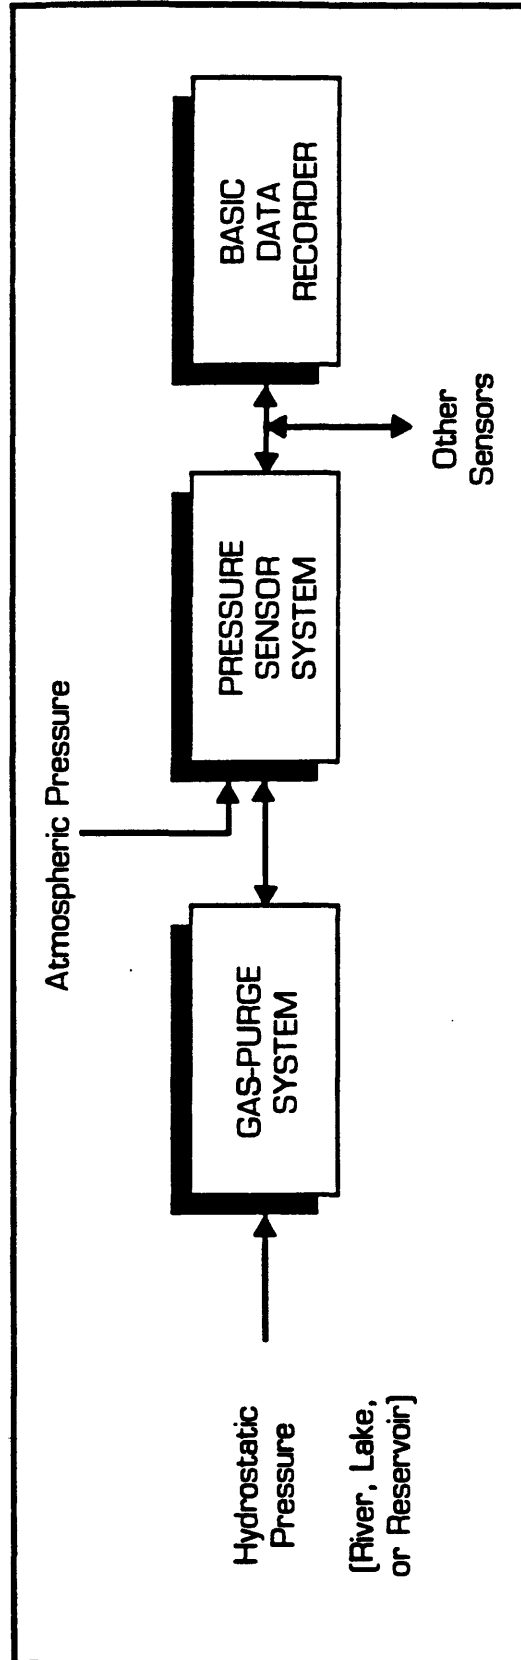 Atmospheric Pressure
Hydrostatic
Pressure
[River, Lake,
or Reservoir]
GAS-PURGE
SYSTEM
PRESSURE
SENSOR
SYSTEM
BASIC
DATA
RECORDER
Other
Sensors